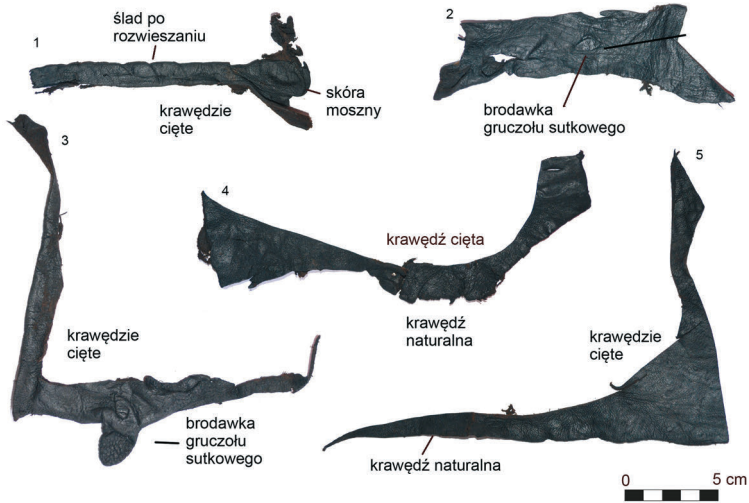 1
ślad po
rozwieszaniu
krawędzie
cięte
skóra
moszny
2
brodawka
gruczołu sutkowego
3
krawędzie
cięte
brodawka
gruczołu
sutkowego
4
krawędź cięta
krawędź
naturalna
5
krawędzie
cięte
krawędź naturalna
0 5 cm